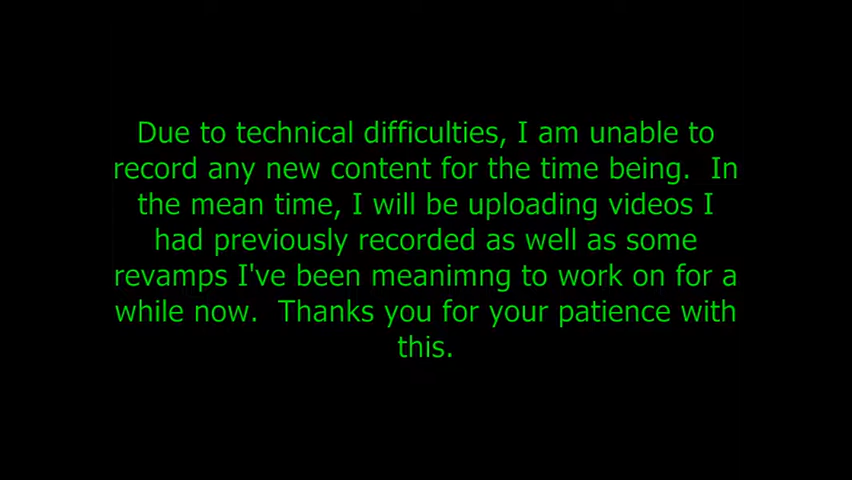 Due to technical difficulties, I am unable to
record any new content for the time being.  In
the mean time, I will be uploading videos I
had previously recorded as well as some
revamps I've been meanimng to work on for a
while now.  Thanks you for your patience with
this.